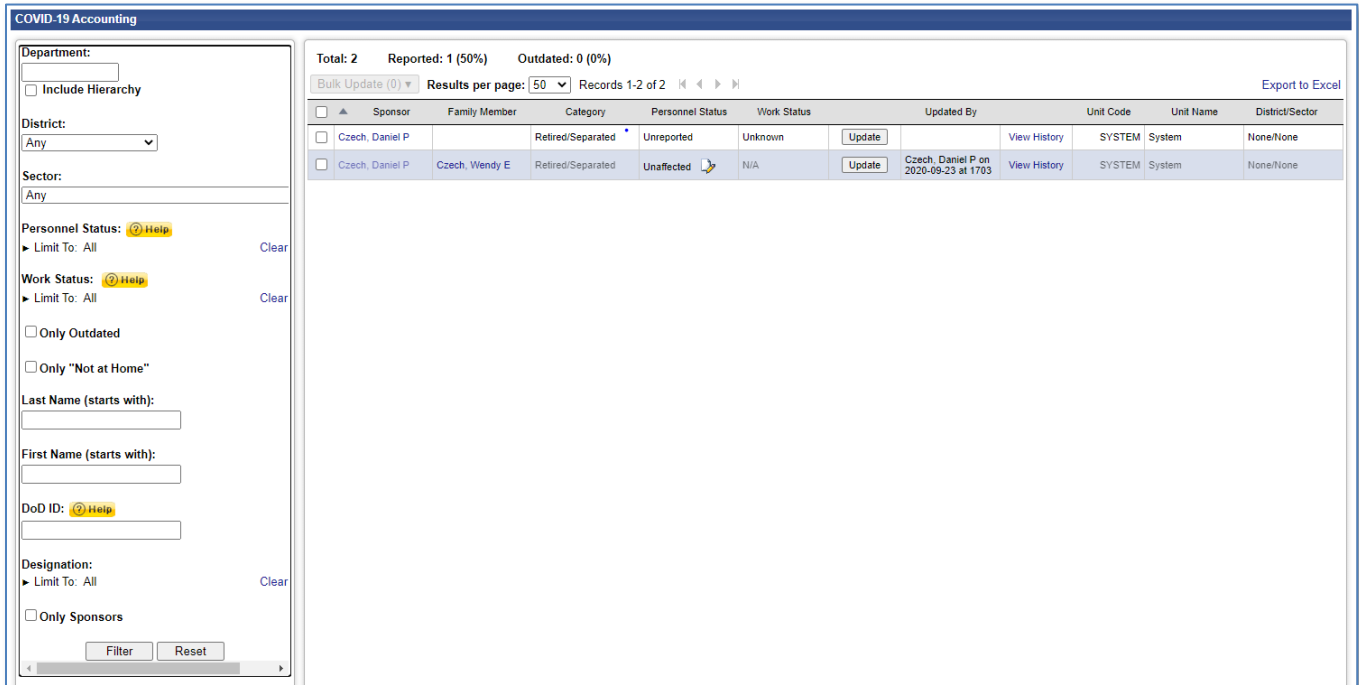 COVID-19 Accounting
Department:
Include Hierarchy
District:
Any
Sector:
Any
Personnel Status: ? Help
► Limit To: All Clear
Work Status: ? Help
► Limit To: All Clear
Only Outdated
Only "Not at Home"
Last Name (starts with):
First Name (starts with):
DoD ID: ? Help
Designation:
► Limit To: All Clear
Only Sponsors
Filter Reset
Total: 2 Reported: 1 (50%) Outdated: 0 (0%)
Bulk Update (0) ▾ Results per page: 50 Records 1-2 of 2 Export to Excel
Sponsor Family Member Category Personnel Status Work Status Updated By Unit Code Unit Name District/Sector
Czech, Daniel P Retired/Separated Unreported Unknown Update View History SYSTEM System None/None
Czech, Daniel P Czech, Wendy E Retired/Separated Unaffected N/A Update Czech, Daniel P on View History SYSTEM System None/None
2020-09-23 at 1703